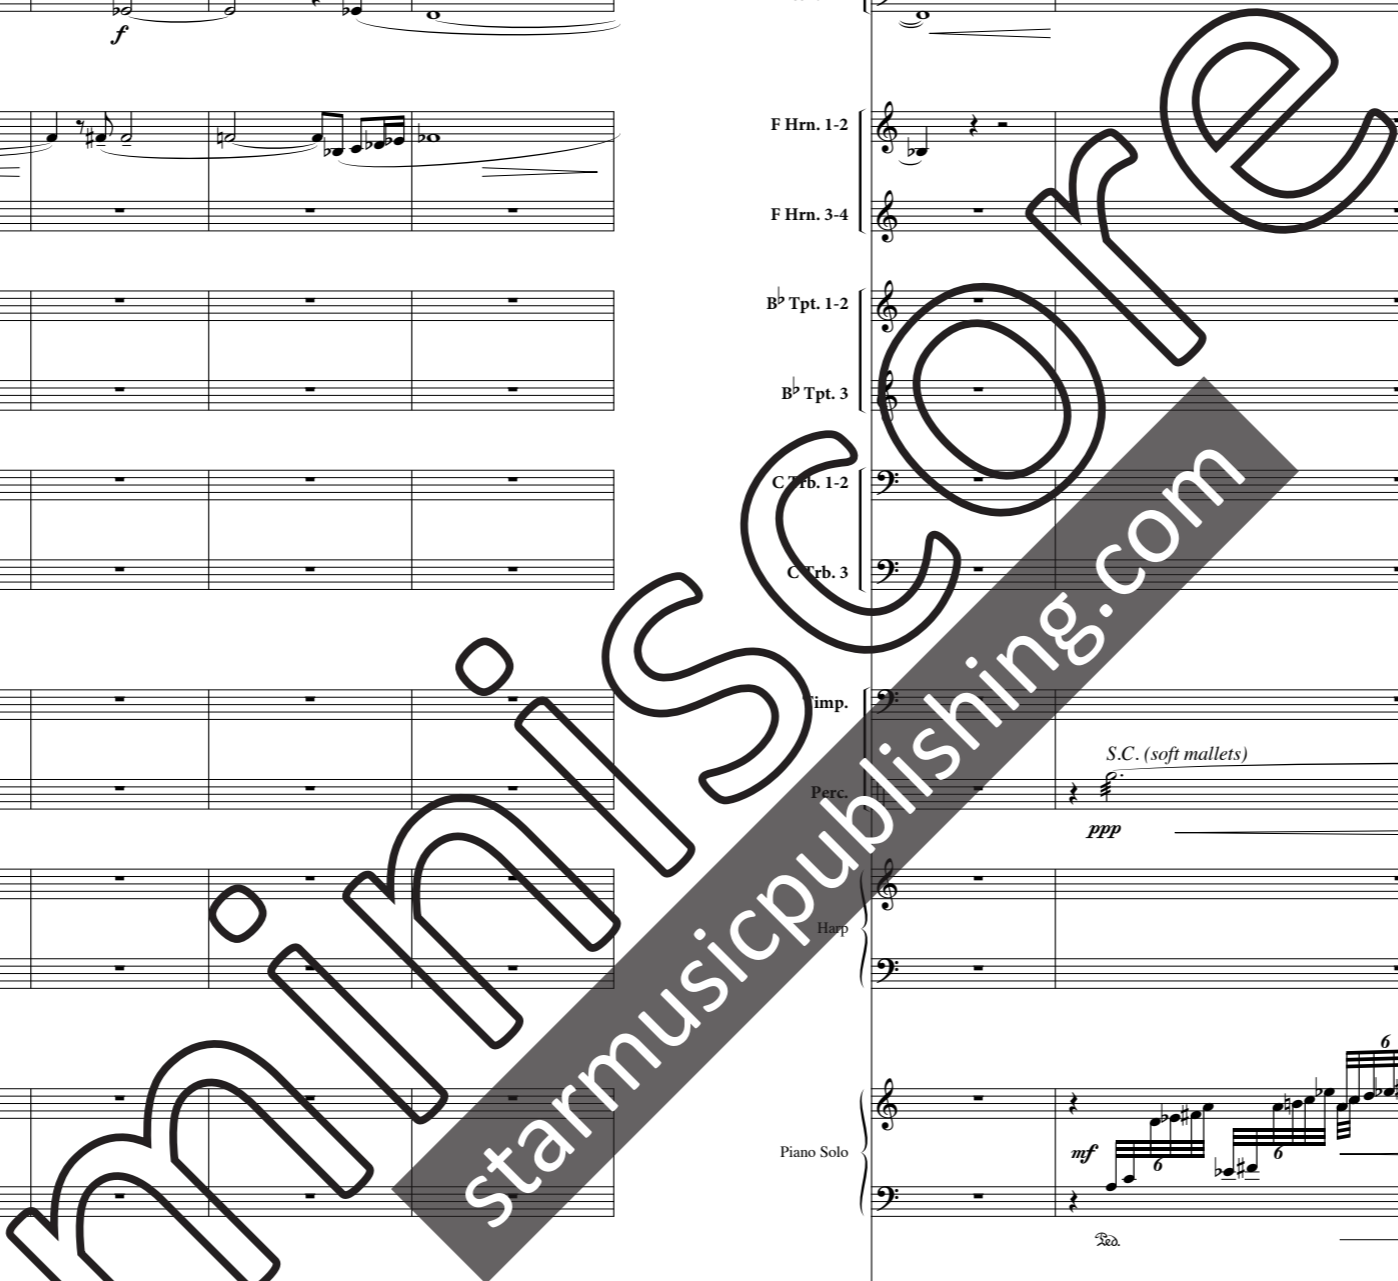 f
F Hrn. 1-2
F Hrn. 3-4
B♭ Tpt. 1-2
B♭ Tpt. 3
C Trb. 1-2
C Trb. 3
Timp.
S.C. (soft mallets)
Perc.
ppp
Harp
6
Piano Solo
mf
6
6
Ped.
miniscore
starmusicpublishing.com